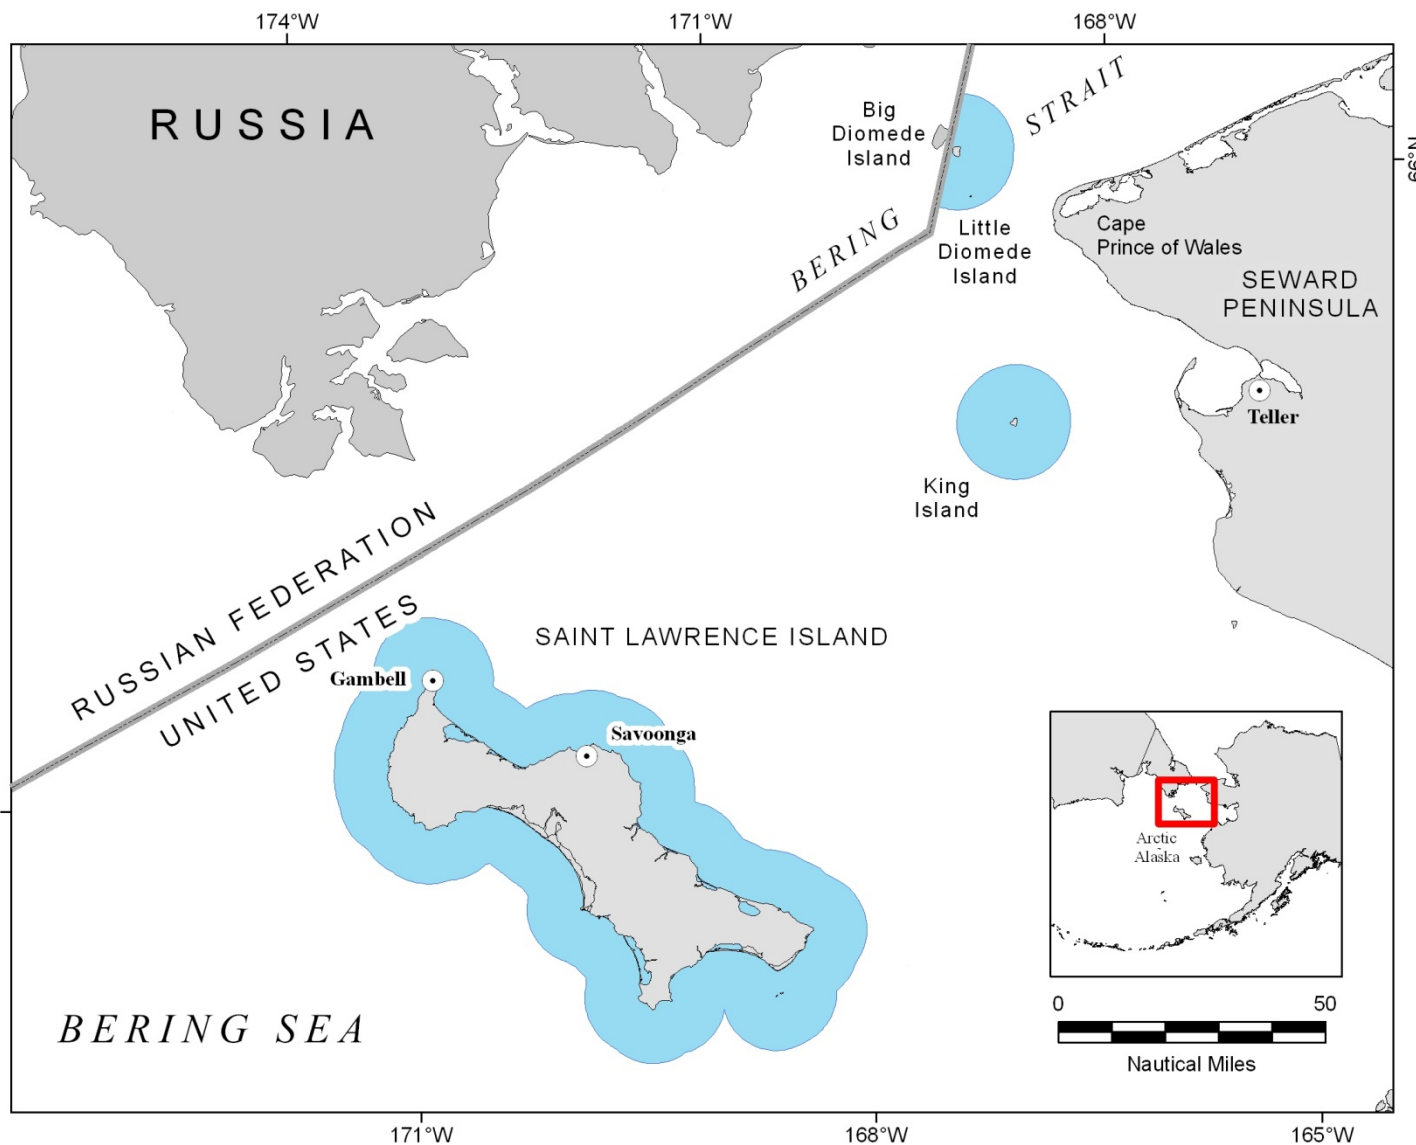 174°W
171°W
168°W
RUSSIA
Big
Diomede
Island
STRAIT
66°N
BERING
Little
Diomede
Island
Cape
Prince of Wales
SEWARD
PENINSULA
Teller
King
Island
RUSSIAN FEDERATION
UNITED STATES
SAINT LAWRENCE ISLAND
Gambell
Savoonga
Arctic
Alaska
BERING SEA
0
50
Nautical Miles
171°W
168°W
165°W